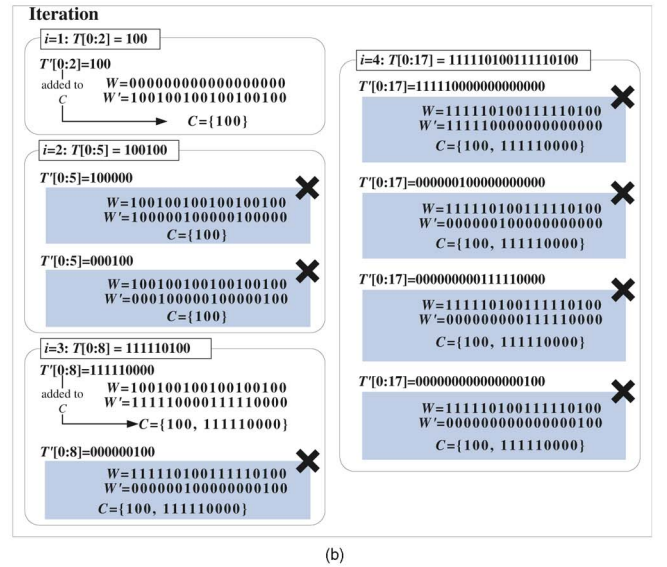 Iteration
i=1: T[0:2] = 100
T'[0:2]=100
added to
C
W=000000000000000000
W'=100100100100100100
C={100}
i=2: T[0:5] = 100100
T'[0:5]=100000
W=100100100100100100
W'=100000100000100000
C={100}
T'[0:5]=000100
W=100100100100100100
W'=000100000100000100
C={100}
i=3: T[0:8] = 111110100
T'[0:8]=111110000
added to
C
W=100100100100100100
W'=111110000111110000
C={100, 111110000}
T'[0:8]=000000100
W=111110100111110100
W'=000000100000000100
C={100, 111110000}
i=4: T[0:17] = 111110100111110100
T'[0:17]=111110000000000000
W=111110100111110100
W'=111110000000000000
C={100, 111110000}
T'[0:17]=000000100000000000
W=111110100111110100
W'=000000100000000000
C={100, 111110000}
T'[0:17]=000000000111110000
W=111110100111110100
W'=000000000111110000
C={100, 111110000}
T'[0:17]=000000000000000100
W=111110100111110100
W'=000000000000000100
C={100, 111110000}
(b)